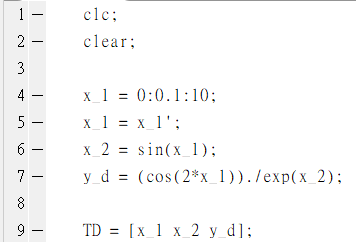 1 — clc;
2 — clear;
3
4 — x_1 = 0:0.1:10;
5 — x_1 = x_1';
6 — x_2 = sin(x_1);
7 — y_d = (cos(2*x_1))./exp(x_2);
8
9 — TD = [x_1 x_2 y_d];